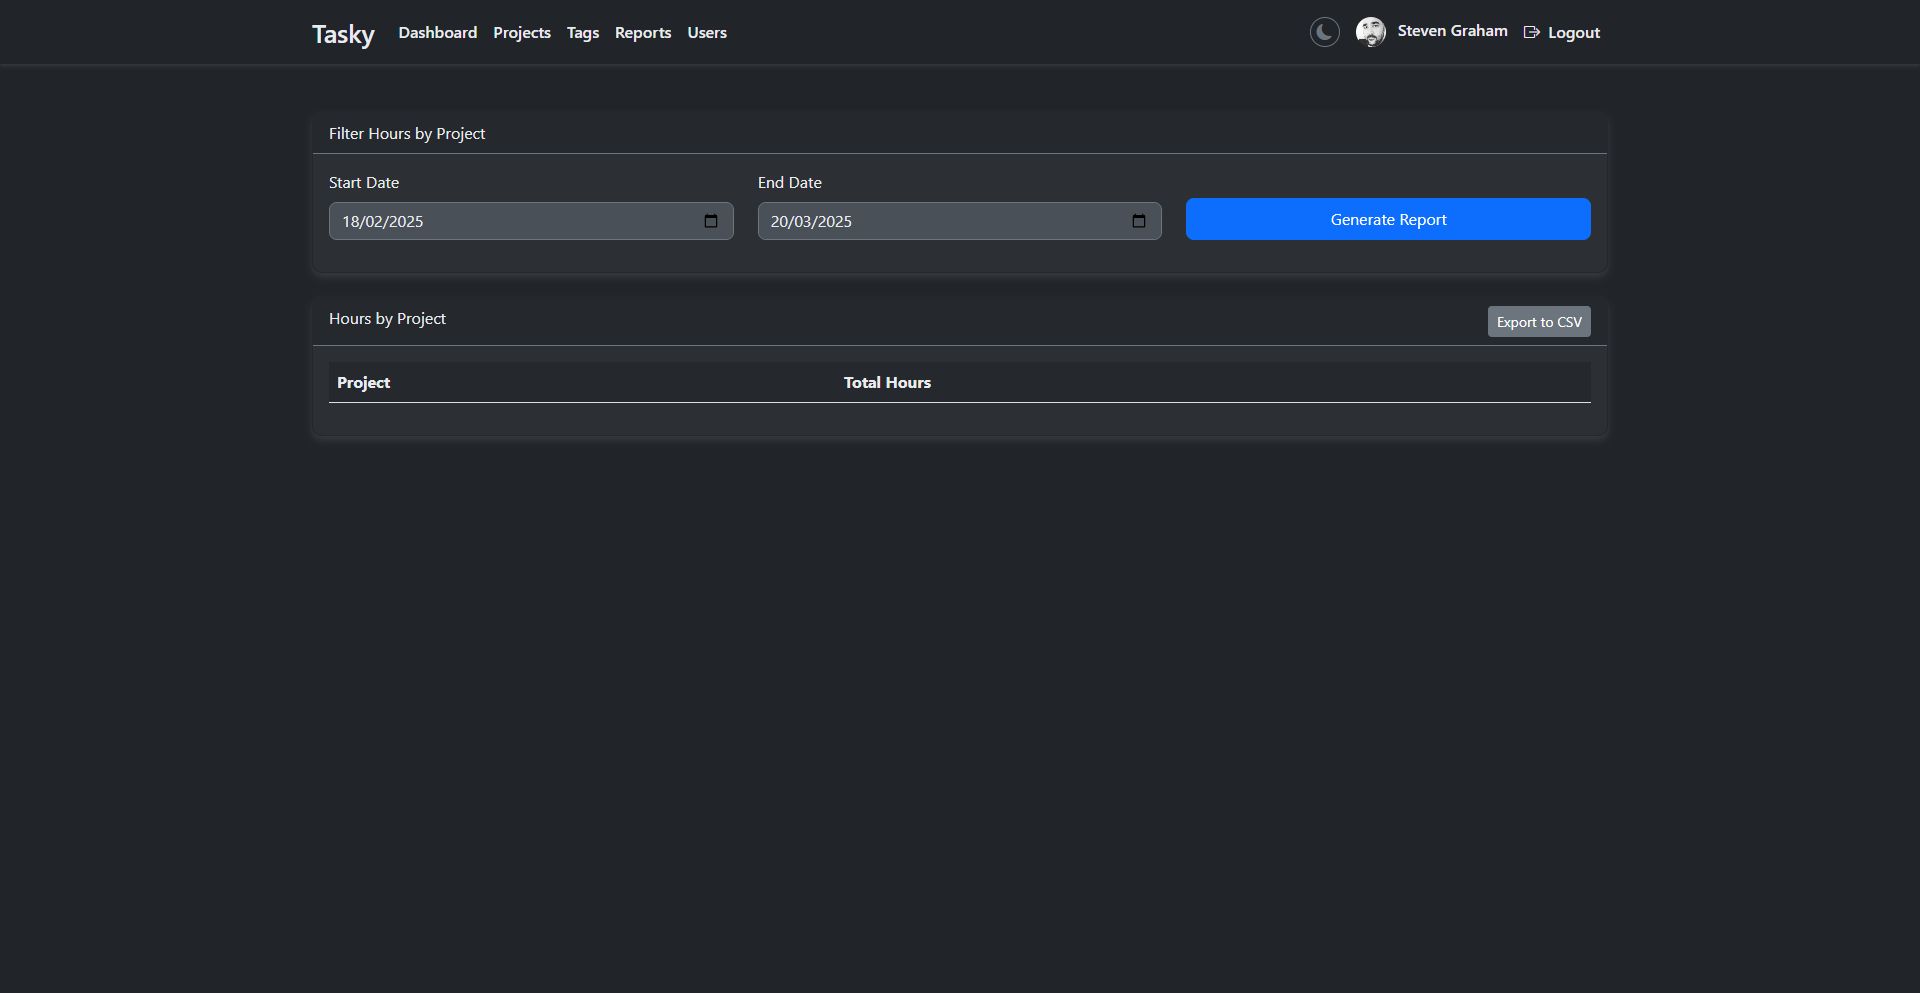 Tasky Dashboard Projects Tags Reports Users Steven Graham Logout
Filter Hours by Project
Start Date End Date
18/02/2025 20/03/2025 Generate Report
Hours by Project Export to CSV
Project Total Hours